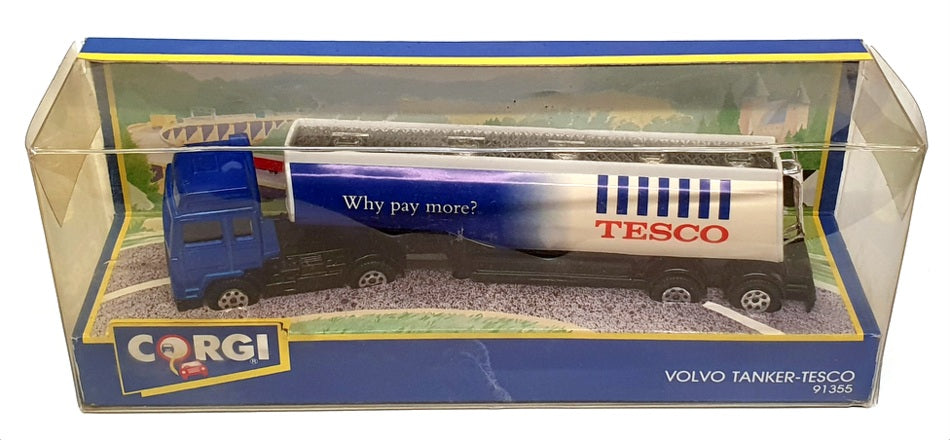 Why pay more?
TESCO
CORGI®
VOLVO TANKER-TESCO
91355